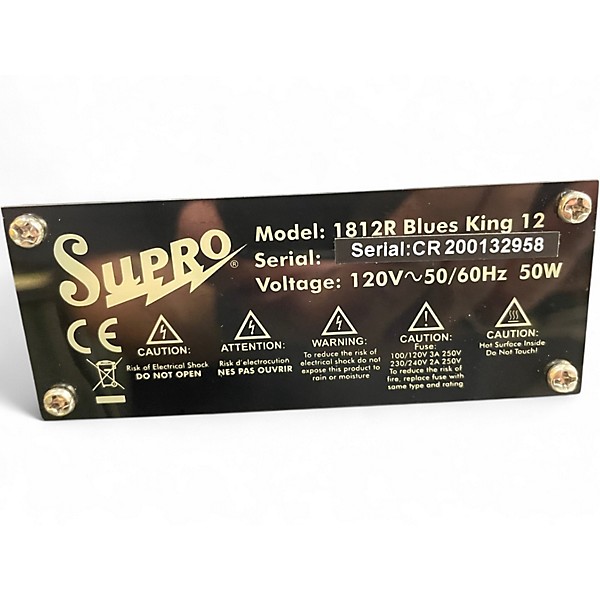 SUPRO®
Model: 1812R Blues King 12
Serial: Serial:CR 200132958
Voltage: 120V~50/60Hz 50W
CE
CAUTION:
Risk of Electrical Shock
DO NOT OPEN
ATTENTION:
Risk d'electrocution
NES PAS OUVRIR
WARNING:
To reduce the risk of
electrical shock do not
expose this product to
rain or moisture
CAUTION:
Fuse:
100/120V 3A 250V
230/240V 2A 250V
To reduce the risk of
fire, replace fuse with
same type and rating
CAUTION:
Hot Surface Inside
Do Not Touch!